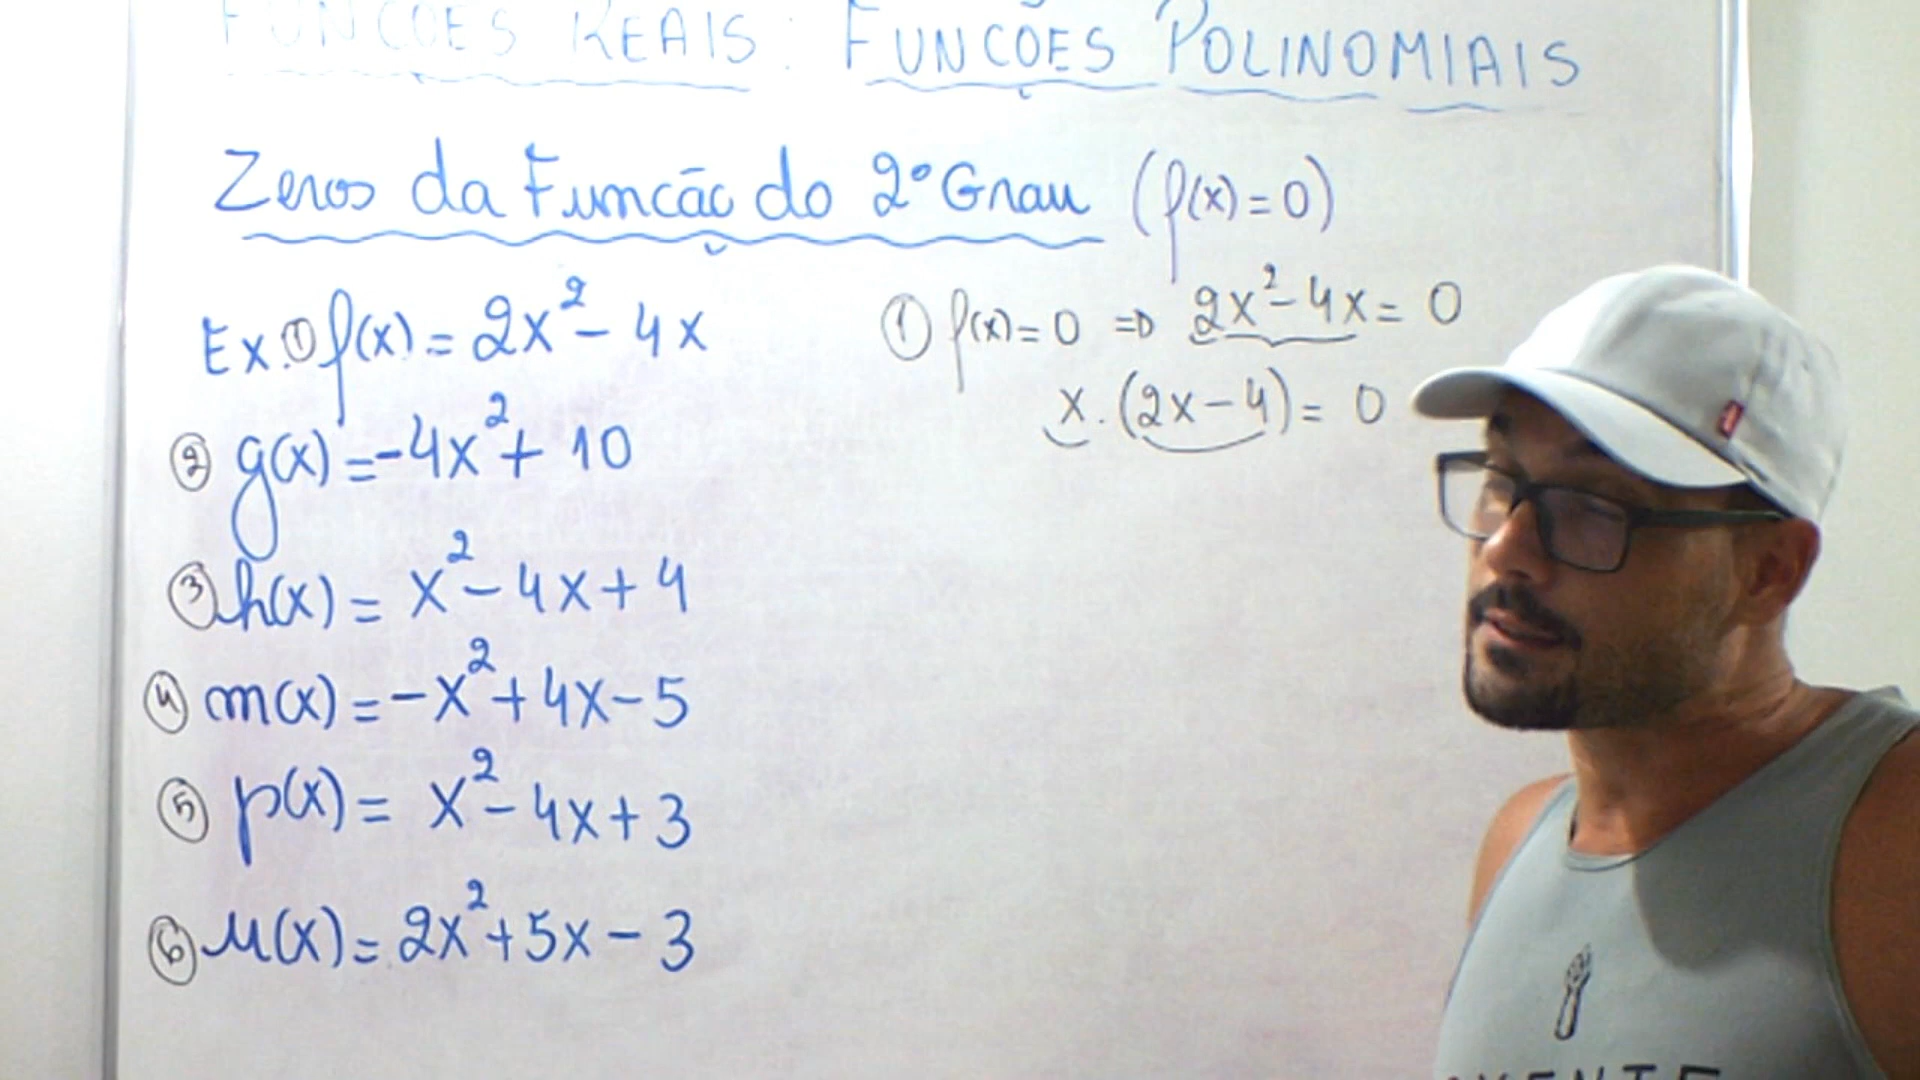 FUNÇÕES REAIS: FUNÇÕES POLINOMIAIS
Zeros da Função do 2º Grau (f(x)=0)
Ex.① f(x) = 2x² - 4x
② g(x) = -4x² + 10
③ h(x) = x² - 4x + 4
④ m(x) = -x² + 4x - 5
⑤ p(x) = x² - 4x + 3
⑥ u(x) = 2x² + 5x - 3
① f(x) = 0 ⇒ 2x² - 4x = 0
x . (2x - 4) = 0